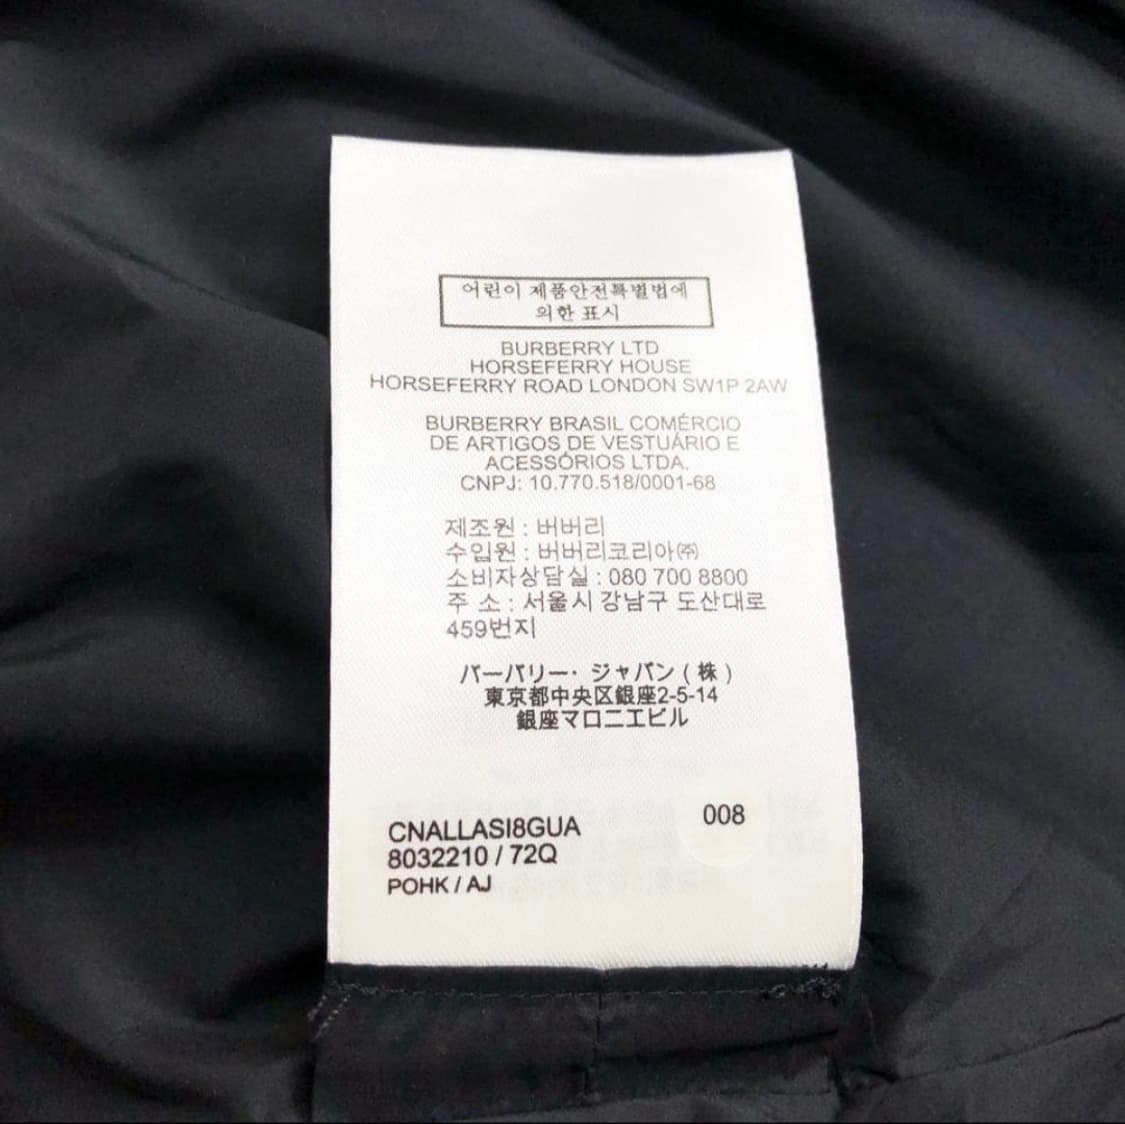 어린이 제품안전특별법에
의한 표시
BURBERRY LTD
HORSEFERRY HOUSE
HORSEFERRY ROAD LONDON SW1P 2AW
BURBERRY BRASIL COMÉRCIO
DE ARTIGOS DE VESTUÁRIO E
ACESSÓRIOS LTDA.
CNPJ: 10.770.518/0001-68
제조원 : 버버리
수입원 : 버버리코리아㈜
소비자상담실 : 080 700 8800
주 소 : 서울시 강남구 도산대로
459번지
バーバリー・ジャパン ( 株 )
東京都中央区銀座2-5-14
銀座マロニエビル
008
CNALLASI8GUA
8032210 / 72Q
POHK / AJ